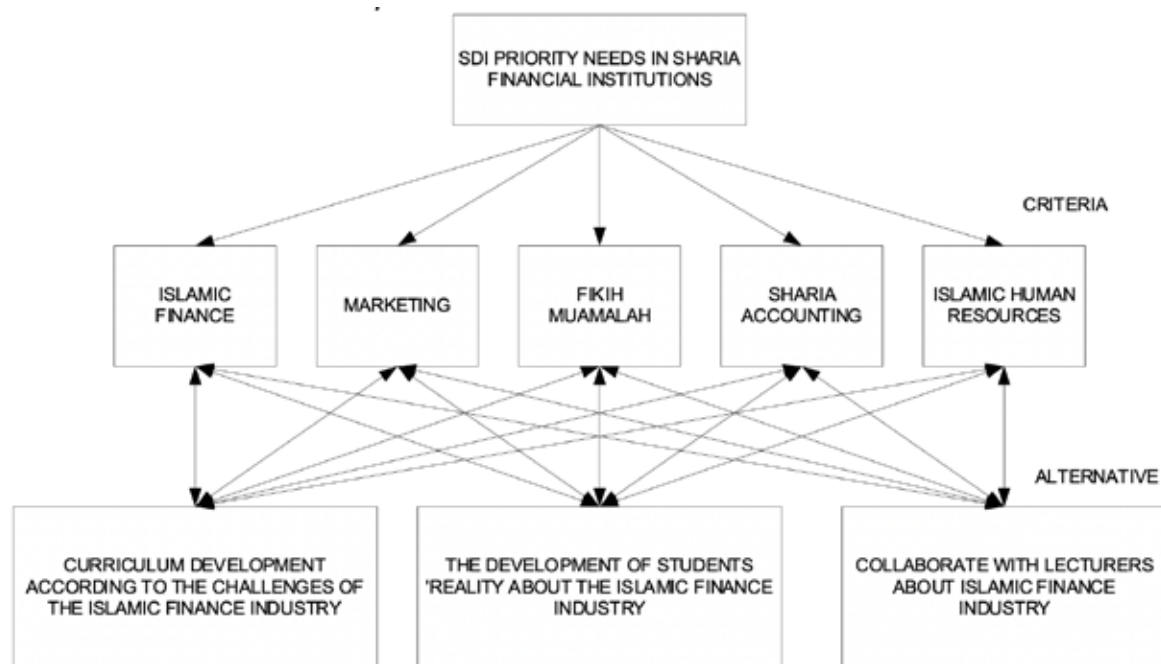 SDI PRIORITY NEEDS IN SHARIA
FINANCIAL INSTITUTIONS
CRITERIA
ISLAMIC
FINANCE
MARKETING
FIKIH
MUAMALAH
SHARIA
ACCOUNTING
ISLAMIC HUMAN
RESOURCES
ALTERNATIVE
CURRICULUM DEVELOPMENT
ACCORDING TO THE CHALLENGES OF
THE ISLAMIC FINANCE INDUSTRY
THE DEVELOPMENT OF STUDENTS
'REALITY ABOUT THE ISLAMIC FINANCE
INDUSTRY
COLLABORATE WITH LECTURERS
ABOUT ISLAMIC FINANCE
INDUSTRY